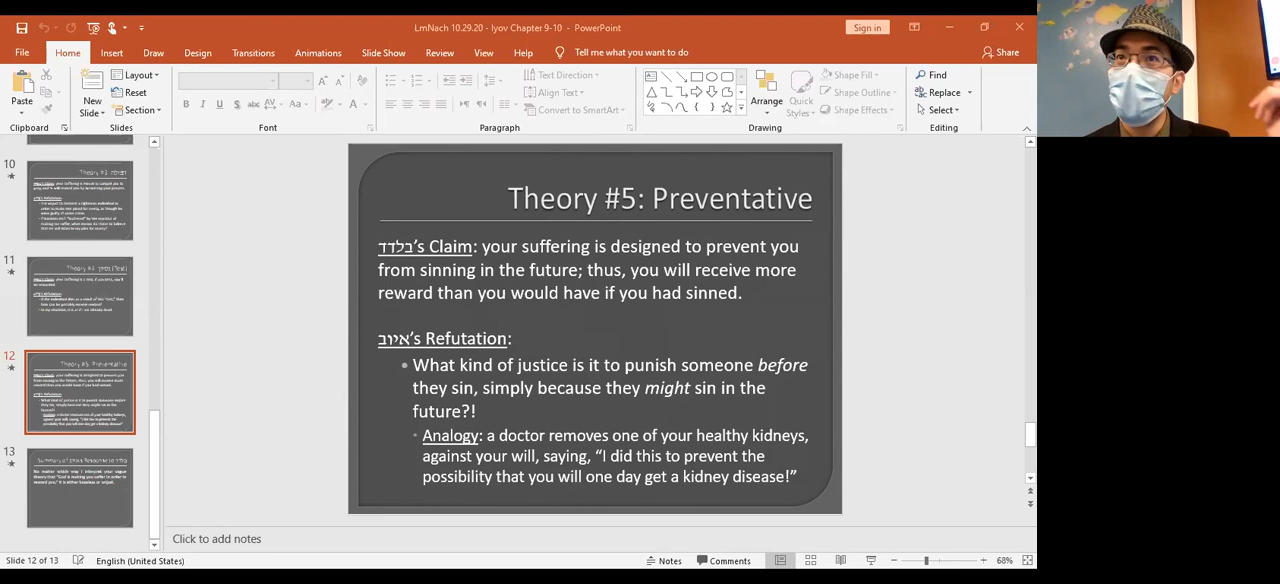 LmNach 10.29.20 - Iyov Chapter 9-10 - PowerPoint
Sign in
File Home Insert Draw Design Transitions Animations Slide Show Review View Help Tell me what you want to do Share
Paste
Clipboard
New Slide
Layout
Reset
Section
Slides
Font
Text Direction
Align Text
Convert to SmartArt
Paragraph
Arrange
Quick Styles
Shape Fill
Shape Outline
Shape Effects
Drawing
Find
Replace
Select
Editing
10
11
12
Theory #5: Preventative
13
Theory #5: Preventative
בלדד's Claim: your suffering is designed to prevent you
from sinning in the future; thus, you will receive more
reward than you would have if you had sinned.
איוב's Refutation:
What kind of justice is it to punish someone before
they sin, simply because they might sin in the
future?!
Analogy: a doctor removes one of your healthy kidneys,
against your will, saying, “I did this to prevent the
possibility that you will one day get a kidney disease!”
Click to add notes
Slide 12 of 13 English (United States) Notes Comments 68%